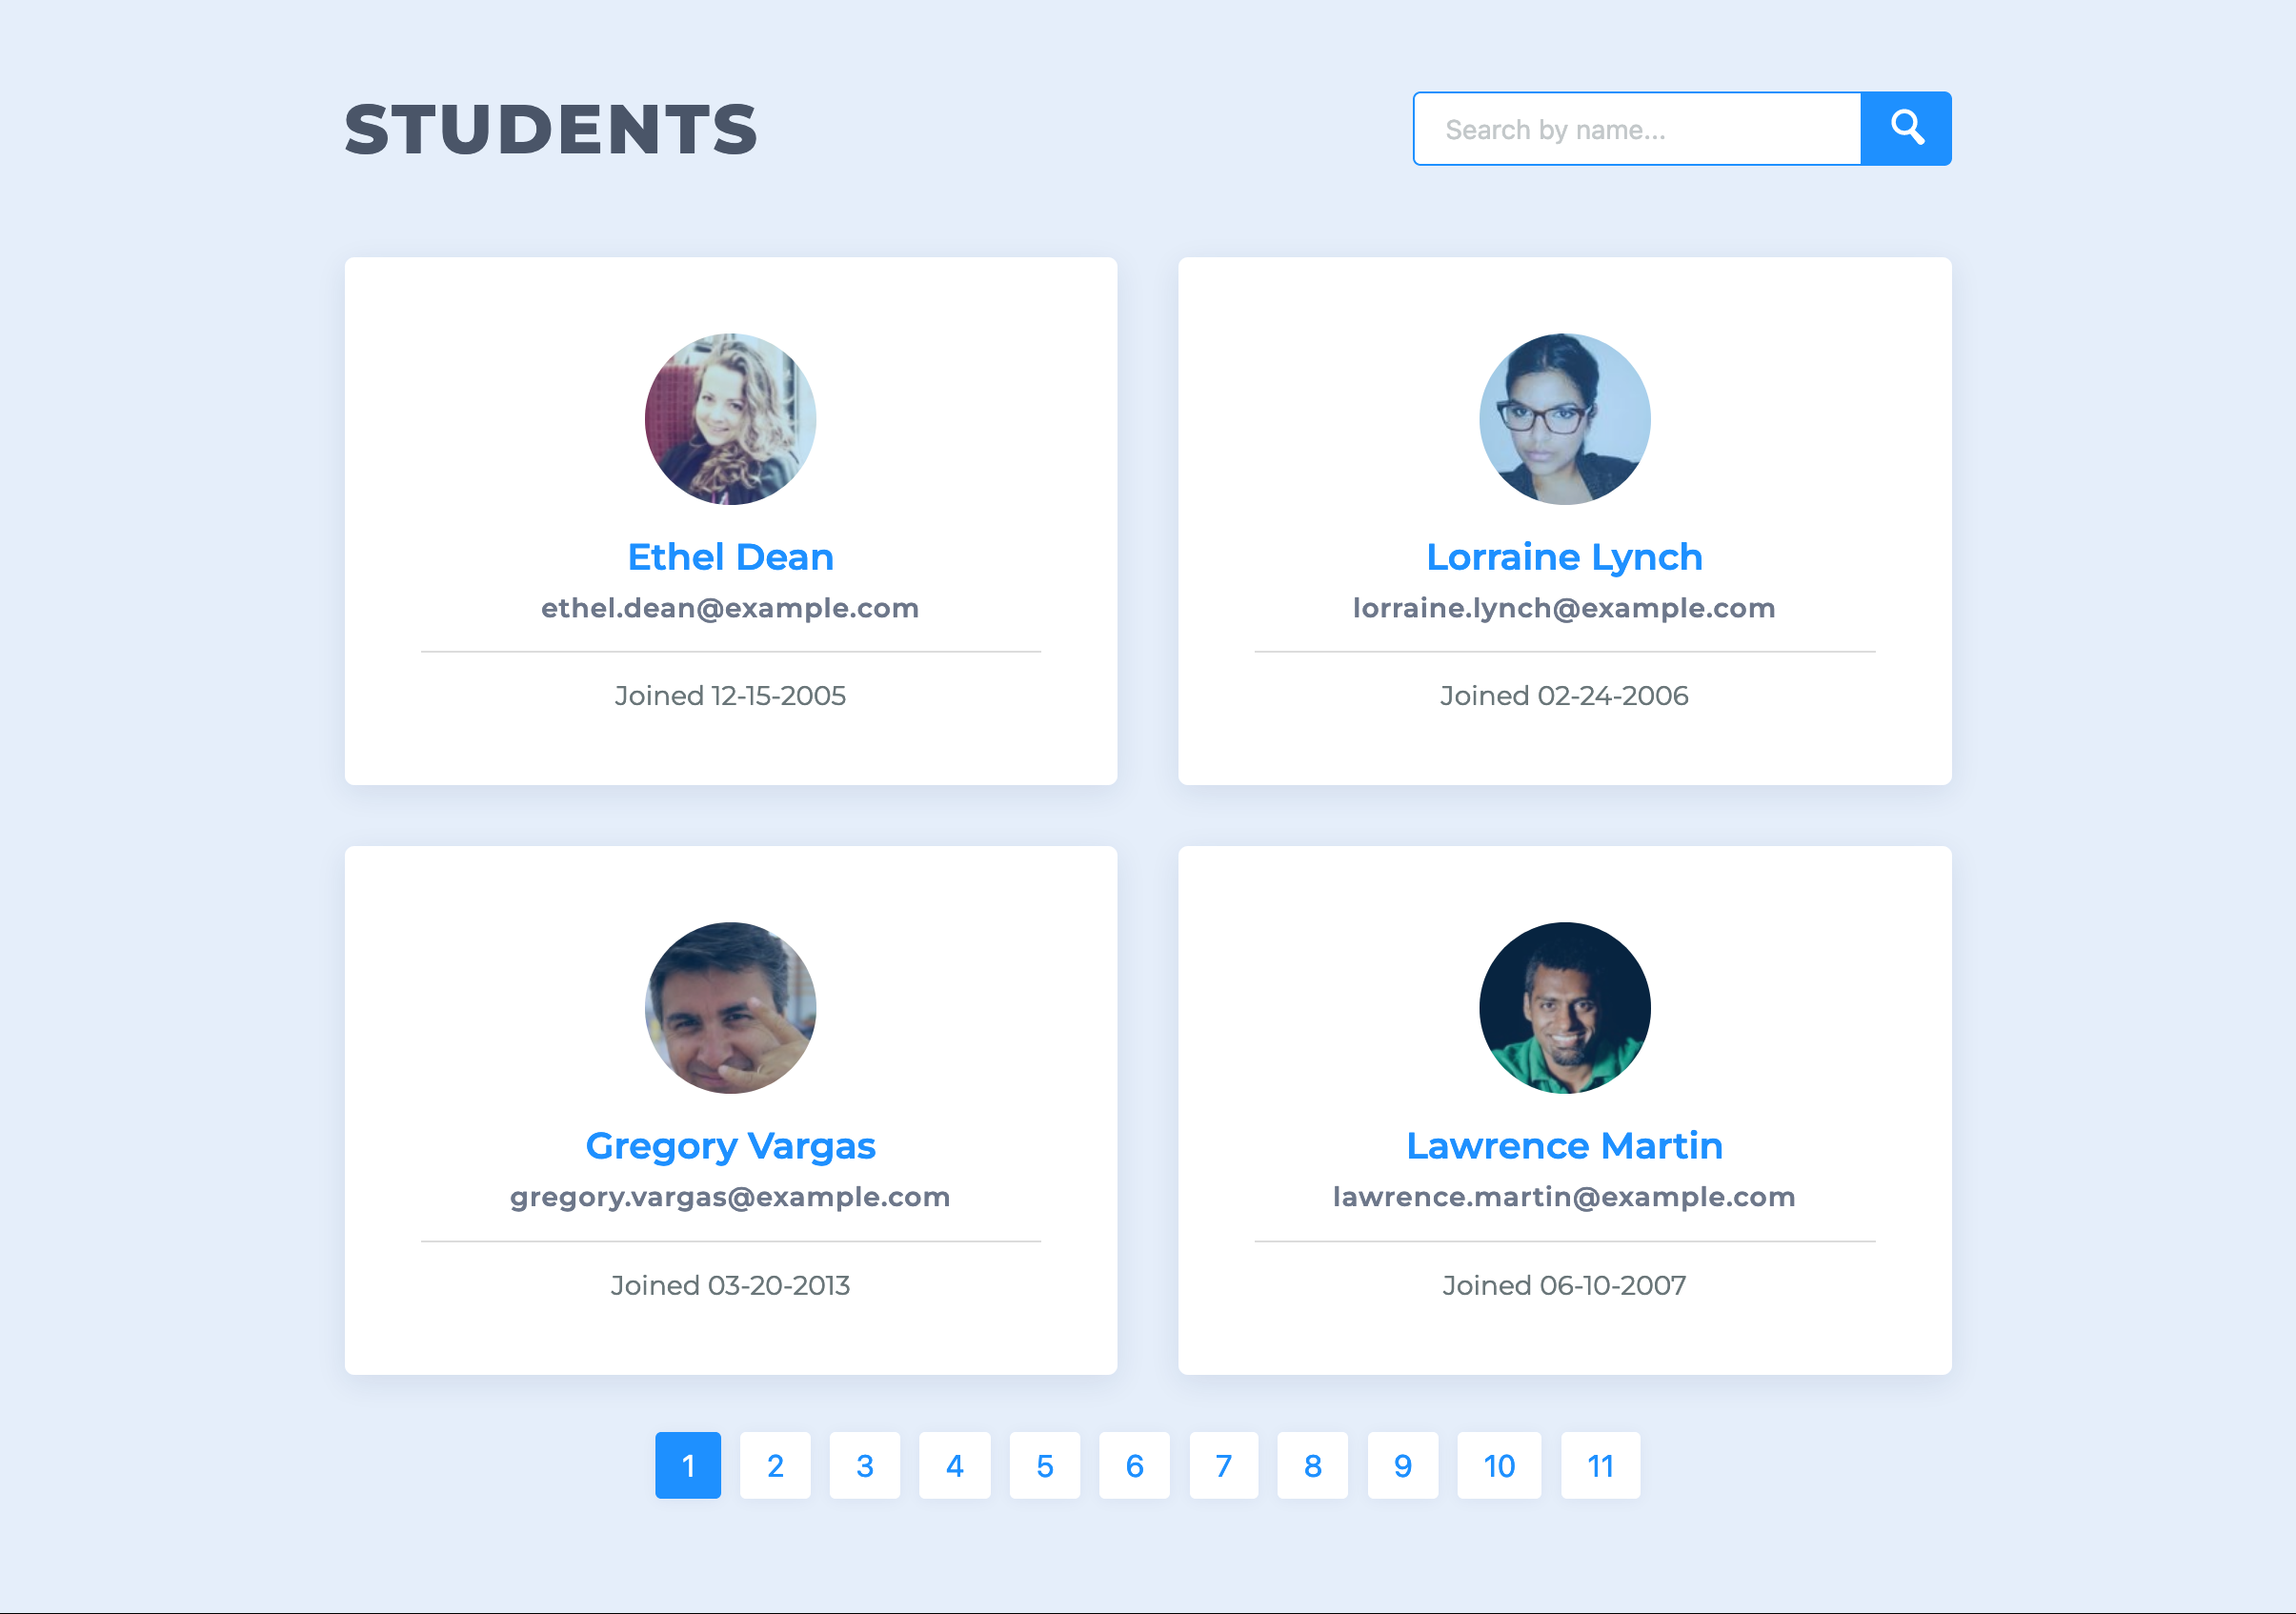 STUDENTS
Search by name...
Ethel Dean
ethel.dean@example.com
Joined 12-15-2005
Lorraine Lynch
lorraine.lynch@example.com
Joined 02-24-2006
Gregory Vargas
gregory.vargas@example.com
Joined 03-20-2013
Lawrence Martin
lawrence.martin@example.com
Joined 06-10-2007
1 2 3 4 5 6 7 8 9 10 11